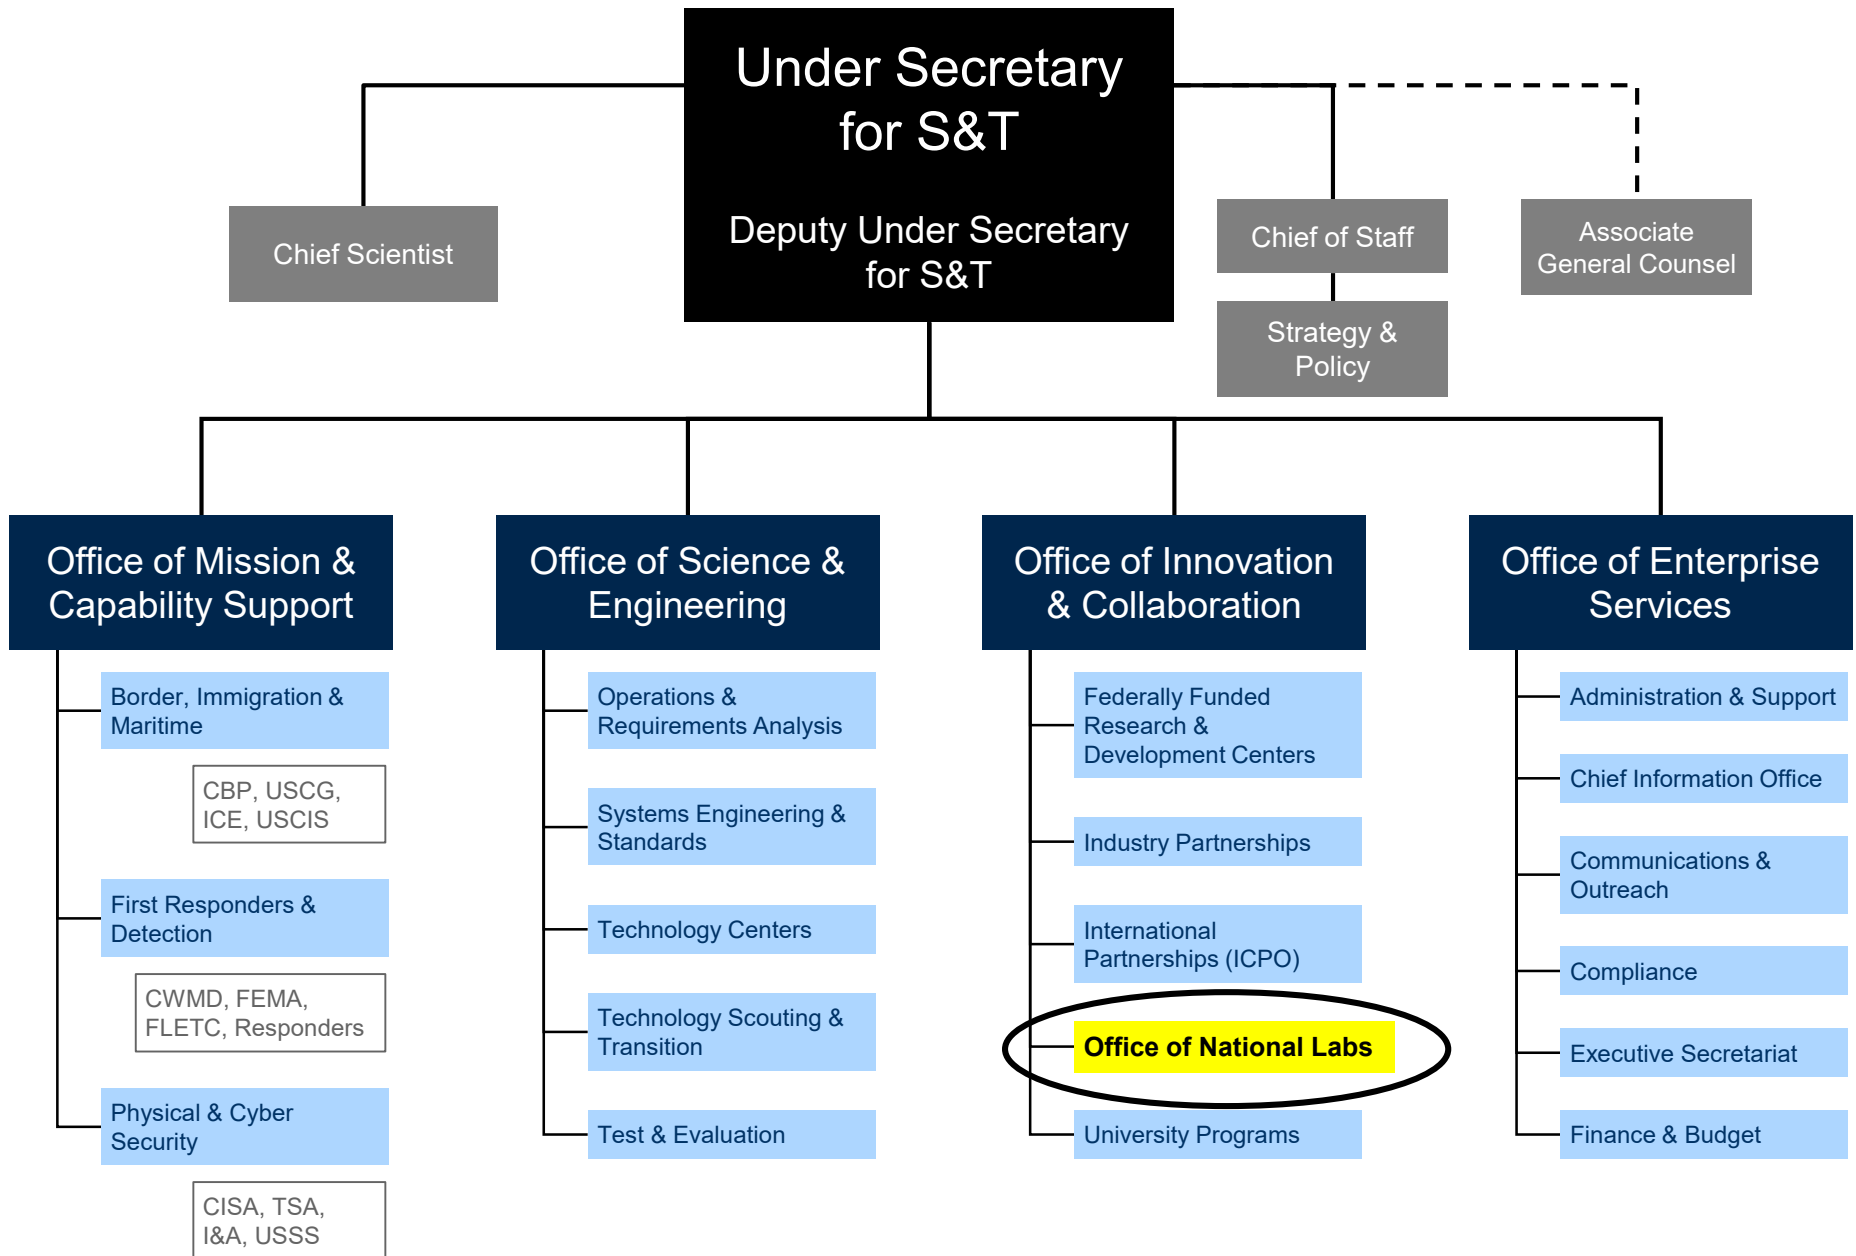 Under Secretary
for S&T
Deputy Under Secretary
for S&T
Chief Scientist
Chief of Staff
Strategy &
Policy
Associate
General Counsel
Office of Mission &
Capability Support
Border, Immigration &
Maritime
CBP, USCG,
ICE, USCIS
First Responders &
Detection
CWMD, FEMA,
FLETC, Responders
Physical & Cyber
Security
CISA, TSA,
I&A, USSS
Office of Science &
Engineering
Operations &
Requirements Analysis
Systems Engineering &
Standards
Technology Centers
Technology Scouting &
Transition
Test & Evaluation
Office of Innovation
& Collaboration
Federally Funded
Research &
Development Centers
Industry Partnerships
International
Partnerships (ICPO)
Office of National Labs
University Programs
Office of Enterprise
Services
Administration & Support
Chief Information Office
Communications &
Outreach
Compliance
Executive Secretariat
Finance & Budget